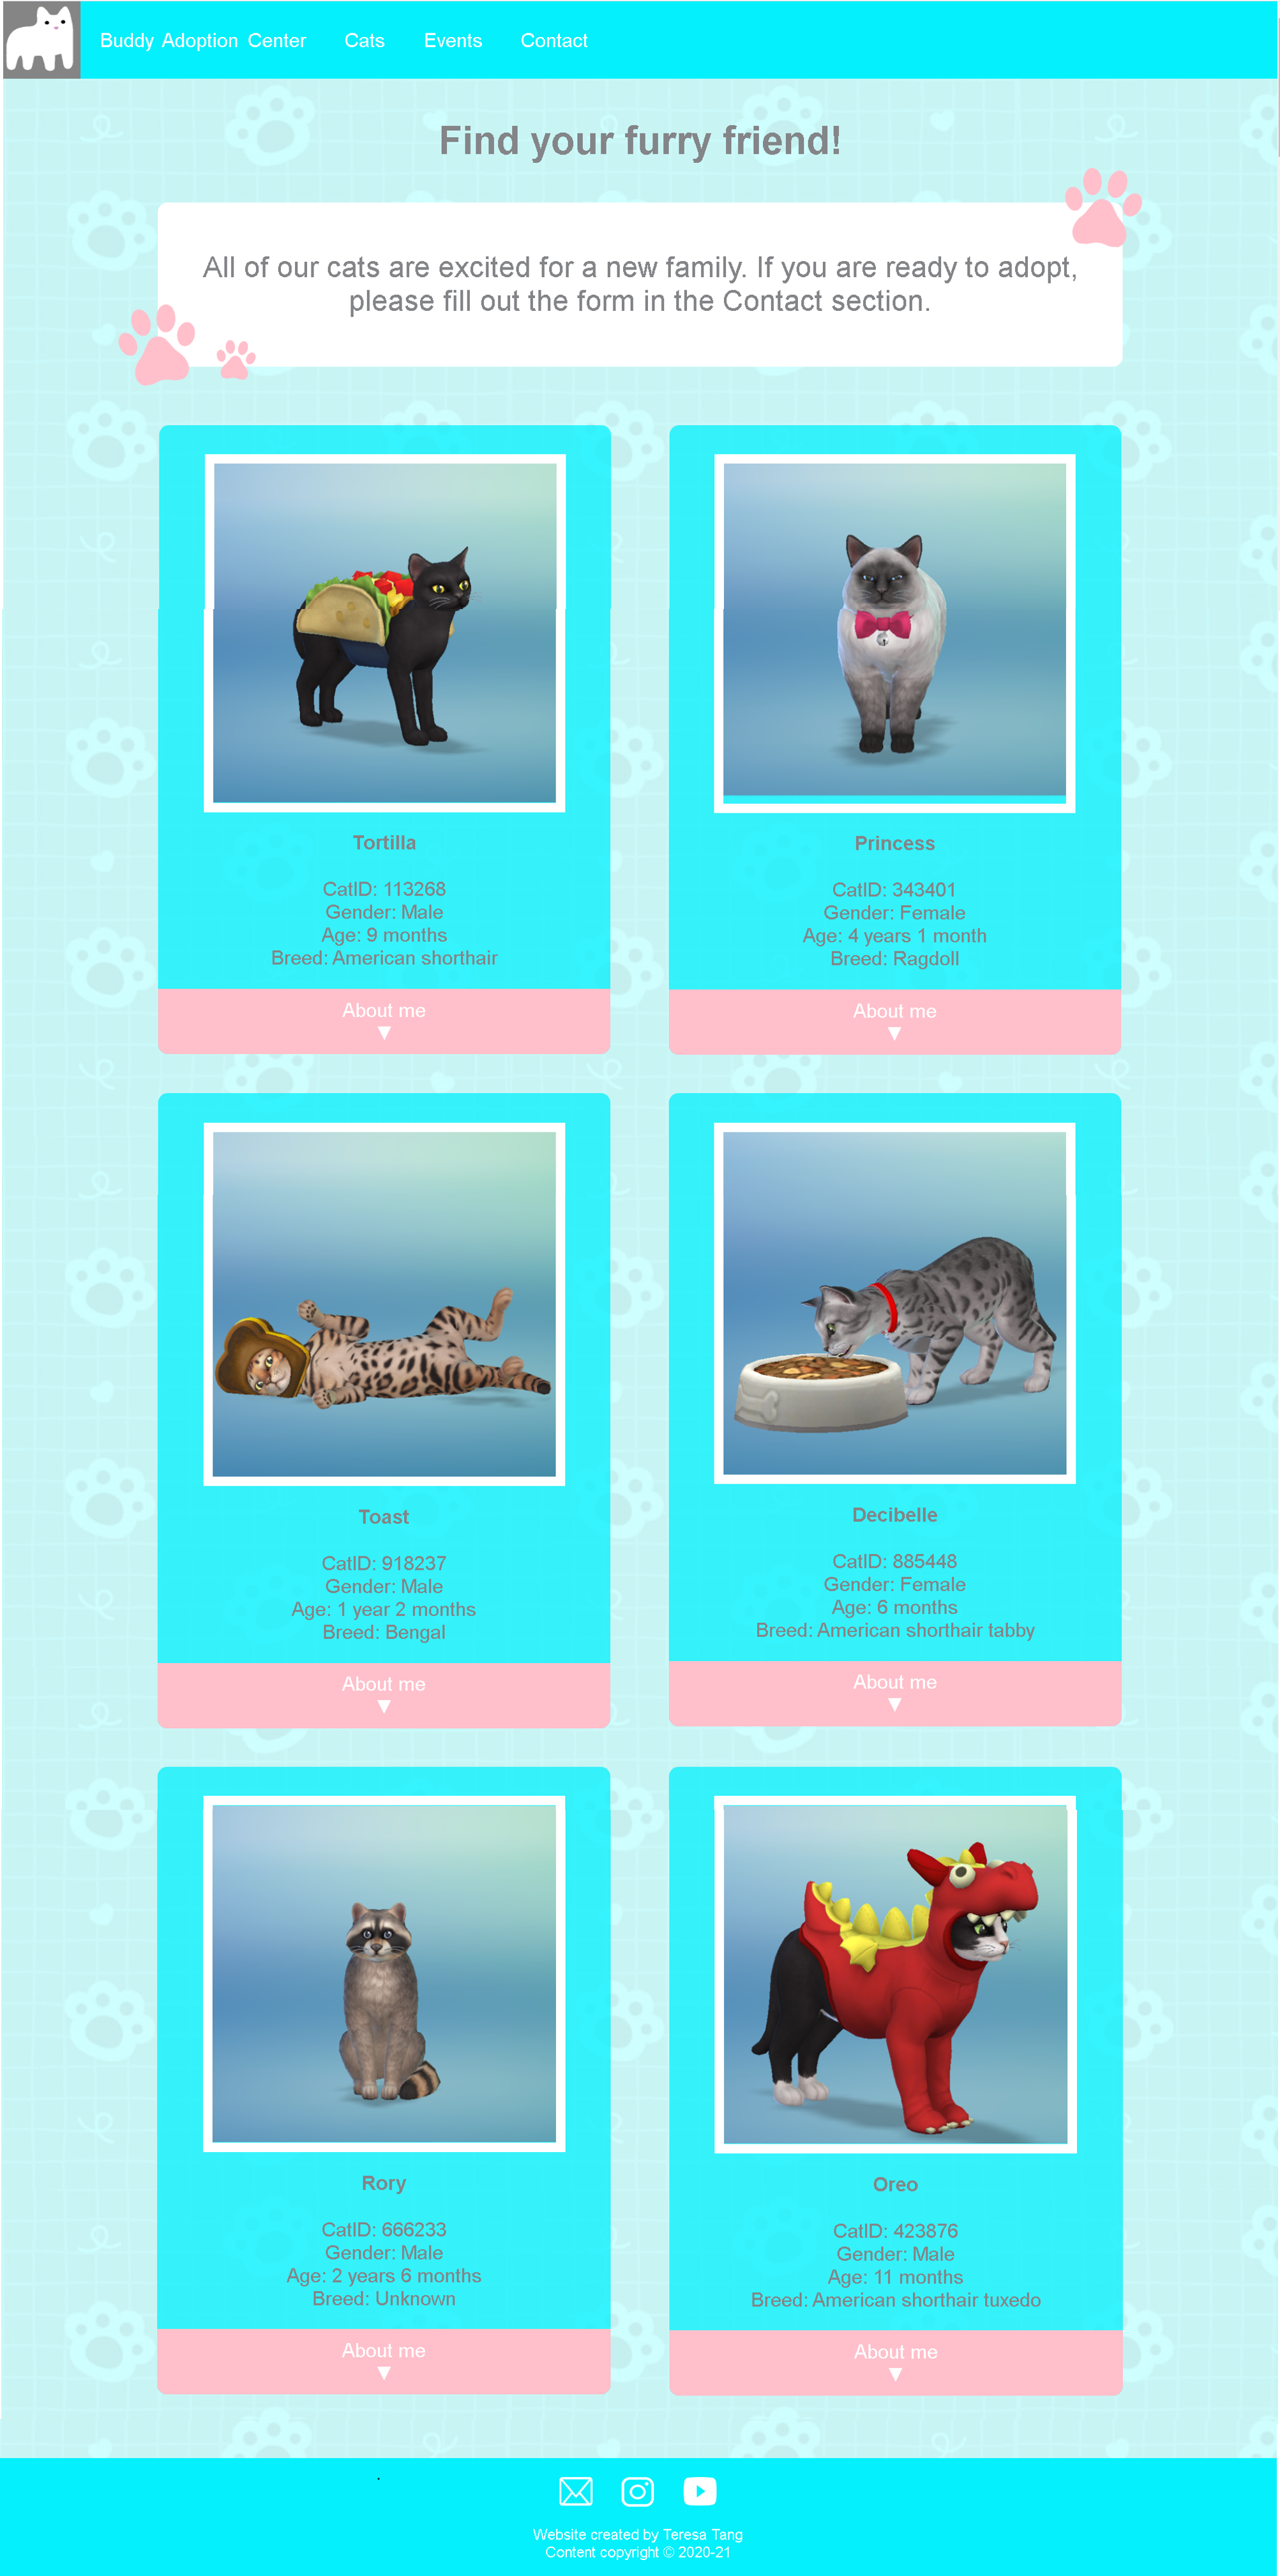 Buddy Adoption Center Cats Events Contact
Find your furry friend!
All of our cats are excited for a new family. If you are ready to adopt,
please fill out the form in the Contact section.
Tortilla
CatID: 113268
Gender: Male
Age: 9 months
Breed: American shorthair
About me
▼
Princess
CatID: 343401
Gender: Female
Age: 4 years 1 month
Breed: Ragdoll
About me
▼
Toast
CatID: 918237
Gender: Male
Age: 1 year 2 months
Breed: Bengal
About me
▼
Decibelle
CatID: 885448
Gender: Female
Age: 6 months
Breed: American shorthair tabby
About me
▼
Rory
CatID: 666233
Gender: Male
Age: 2 years 6 months
Breed: Unknown
About me
▼
Oreo
CatID: 423876
Gender: Male
Age: 11 months
Breed: American shorthair tuxedo
About me
▼
Website created by Teresa Tang
Content copyright © 2020-21